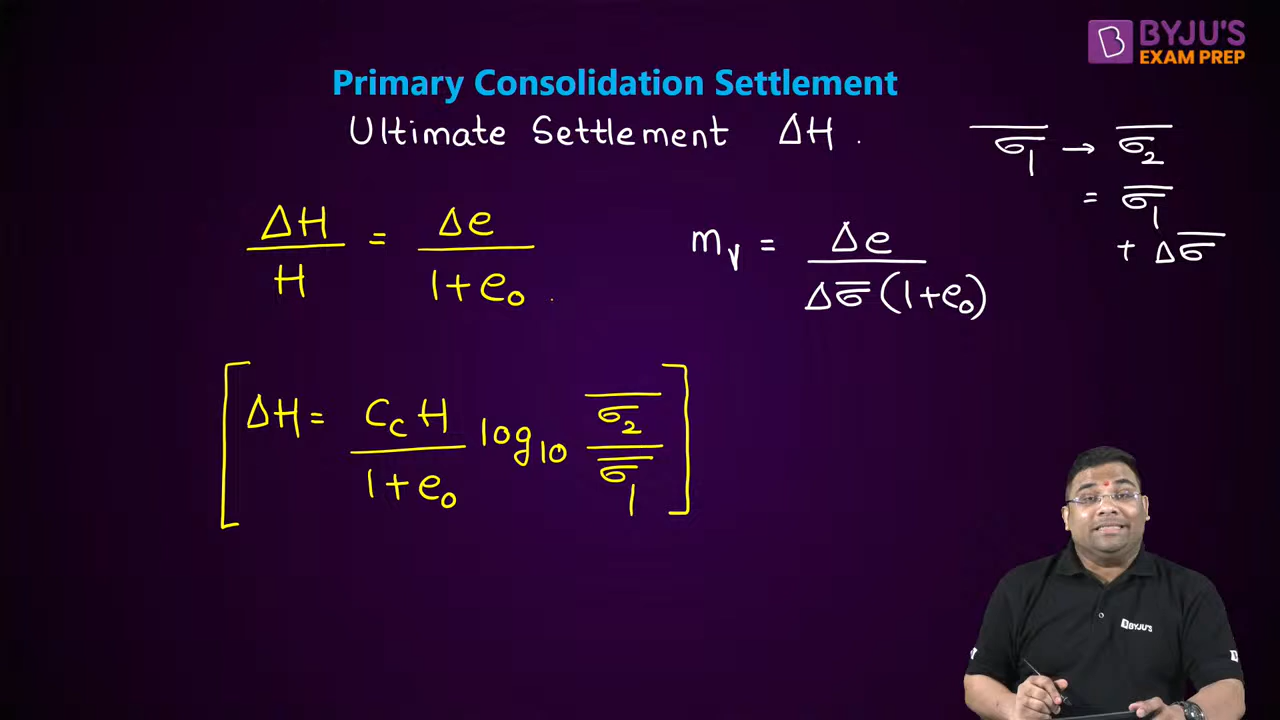 BYJU'S
EXAM PREP
Primary Consolidation Settlement
Ultimate Settlement ΔH.
σ̅₁ → σ̅₂
= σ̅₁
+ Δσ̅
ΔH/H = Δe/(1+e₀)
m_v = Δe/(Δσ̅(1+e₀))
[ΔH = C_c H/(1+e₀) log₁₀ σ̅₂/σ̅₁]
BYJU'S